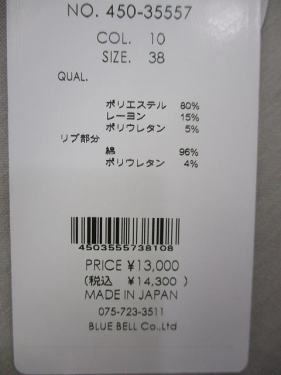 NO. 450-35557
COL. 10
SIZE. 38
QUAL.
ポリエステル 80%
レーヨン 15%
ポリウレタン 5%
リブ部分
綿 96%
ポリウレタン 4%
4503555738108
PRICE ¥13,000
(税込 ¥14,300 )
MADE IN JAPAN
075-723-3511
BLUE BELL Co.,Ltd